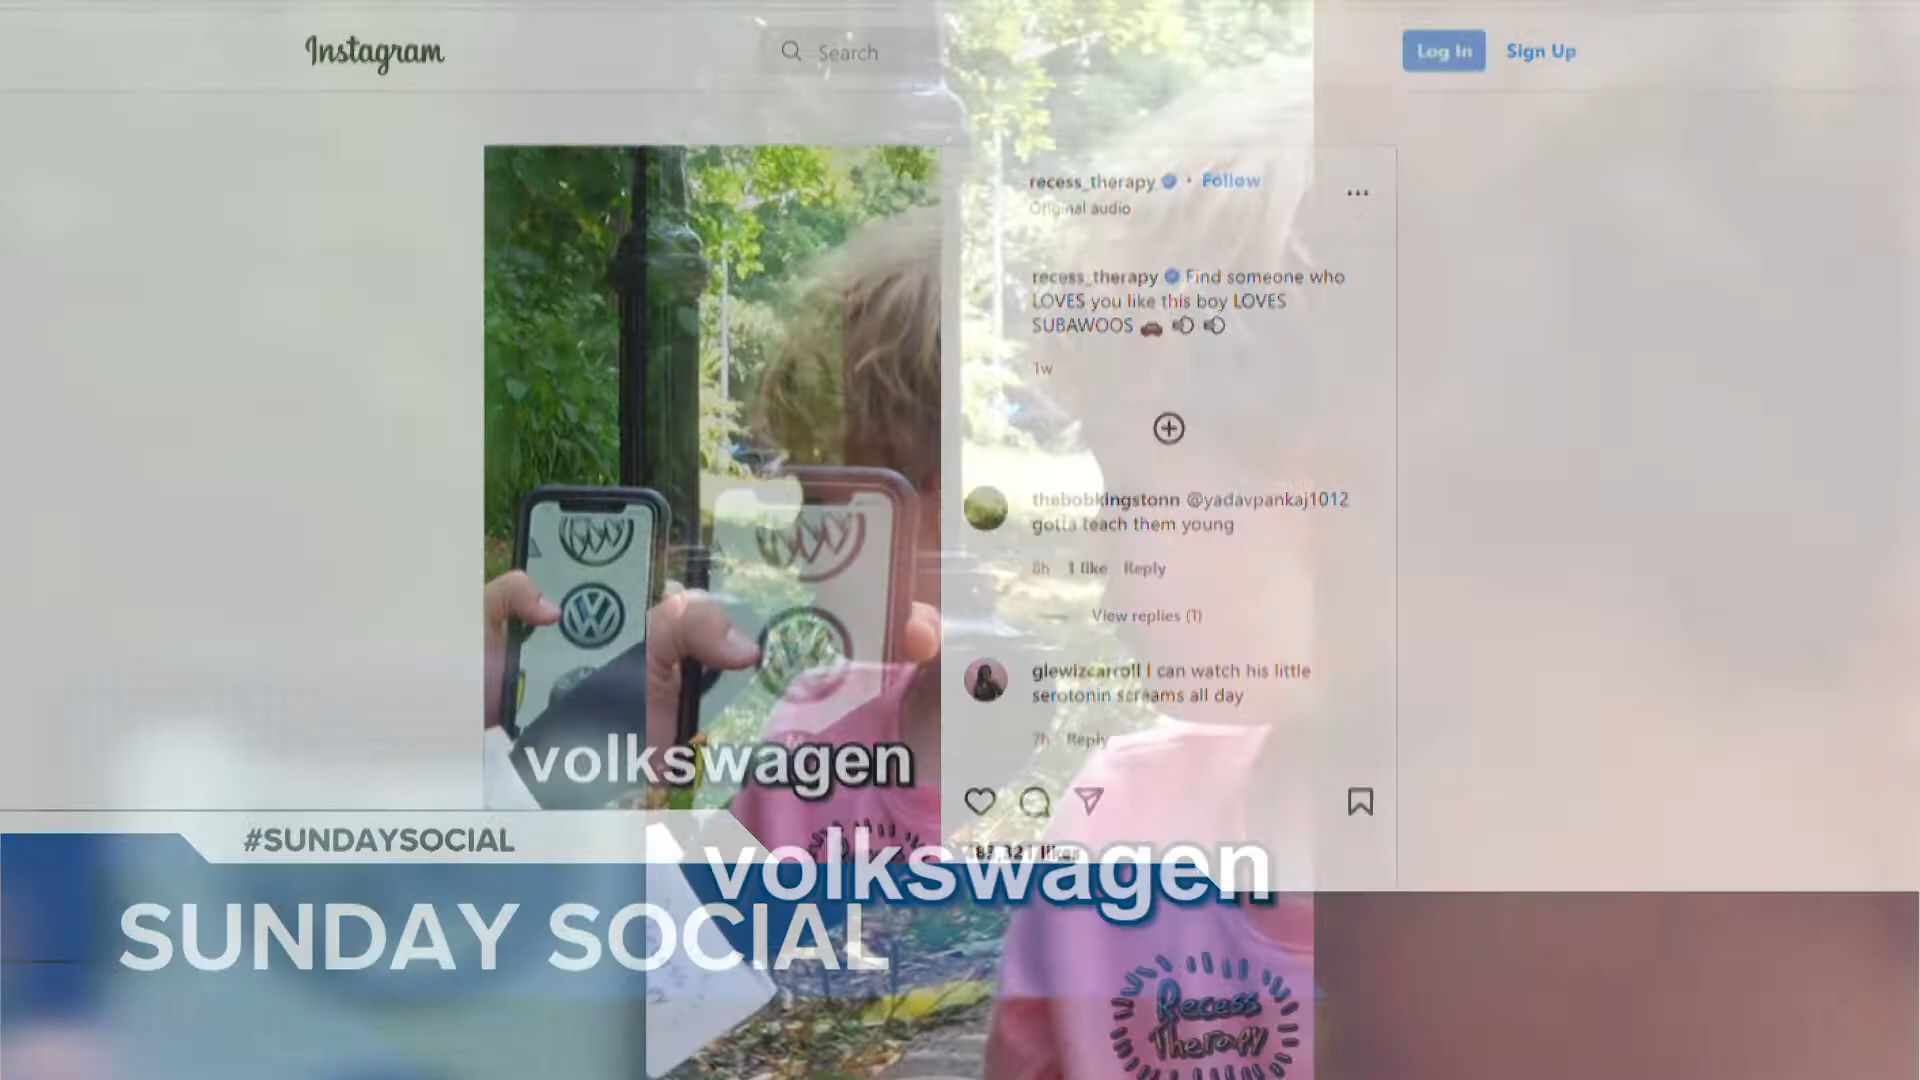 Instagram
Search
Log In
Sign Up
recess_therapy • Follow
Original audio
recess_therapy Find someone who
LOVES you like this boy LOVES
SUBAWOOS
1w
thebobkingstonn @yadavpankaj1012
gotta teach them young
8h 1 like Reply
View replies (1)
glewizcarroll I can watch his little
serotonin screams all day
7h Reply
volkswagen
likes
#SUNDAYSOCIAL
volkswagen
SUNDAY SOCIAL
Recess
Therapy